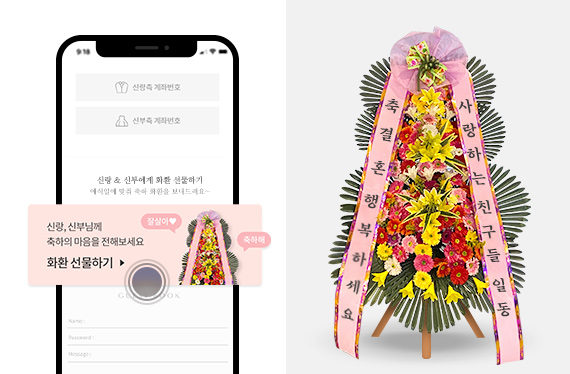 9:18
신랑측 계좌번호
신부측 계좌번호
신랑 & 신부에게 화환 선물하기
예식일에 맞춰 축하 화환을 보내드려요~
신랑, 신부님께
축하의 마음을 전해보세요
화환 선물하기
잘살아
축하해
Name:
Password:
Message:
축 결혼 행복하세요
사랑하는 친구들 일동